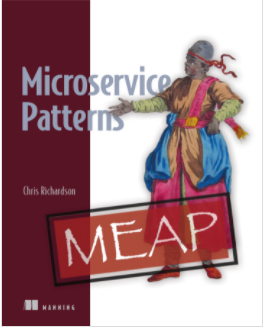 Microservice
Patterns
Chris Richardson
MEAP
MANNING